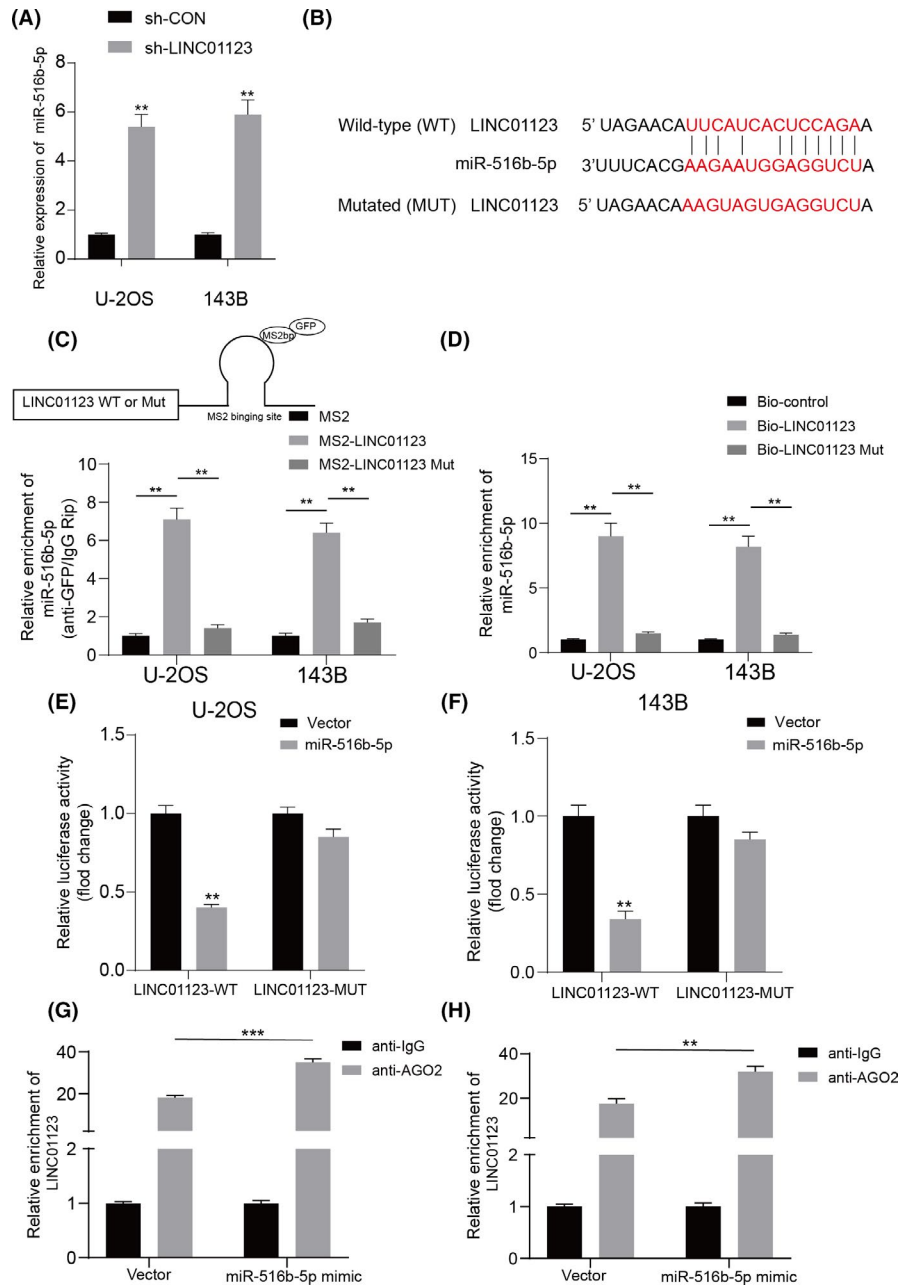 (A)
sh-CON
sh-LINC01123
Relative expression of miR-516b-5p
8
6
4
2
0
**
**
U-2OS
143B
(B)
Wild-type (WT) LINC01123 5' UAGAACAUUCAUCACUCCAGAA
miR-516b-5p 3'UUUCACGAAGAAUGGAGGUCUA
Mutated (MUT) LINC01123 5' UAGAACAAAGUAGUGAGGUCUA
(C)
GFP
MS2bp
LINC01123 WT or Mut
MS2 binging site
MS2
MS2-LINC01123
MS2-LINC01123 Mut
Relative enrichment of
miR-516b-5p
(anti-GFP/IgG Rip)
10
8
6
4
2
0
**
**
**
**
U-2OS
143B
(D)
Bio-control
Bio-LINC01123
Bio-LINC01123 Mut
Relative enrichment of
miR-516b-5p
15
10
5
0
**
**
**
**
U-2OS
143B
(E)
U-2OS
Vector
miR-516b-5p
Relative luciferase activity
(flod change)
1.5
1.0
0.5
0.0
**
LINC01123-WT
LINC01123-MUT
(F)
143B
Vector
miR-516b-5p
Relative luciferase activity
(flod change)
1.5
1.0
0.5
0.0
**
LINC01123-WT
LINC01123-MUT
(G)
anti-IgG
anti-AGO2
Relative enrichment of
LINC01123
40
20
2
1
0
***
Vector
miR-516b-5p mimic
(H)
anti-IgG
anti-AGO2
Relative enrichment of
LINC01123
40
20
2
1
0
**
Vector
miR-516b-5p mimic